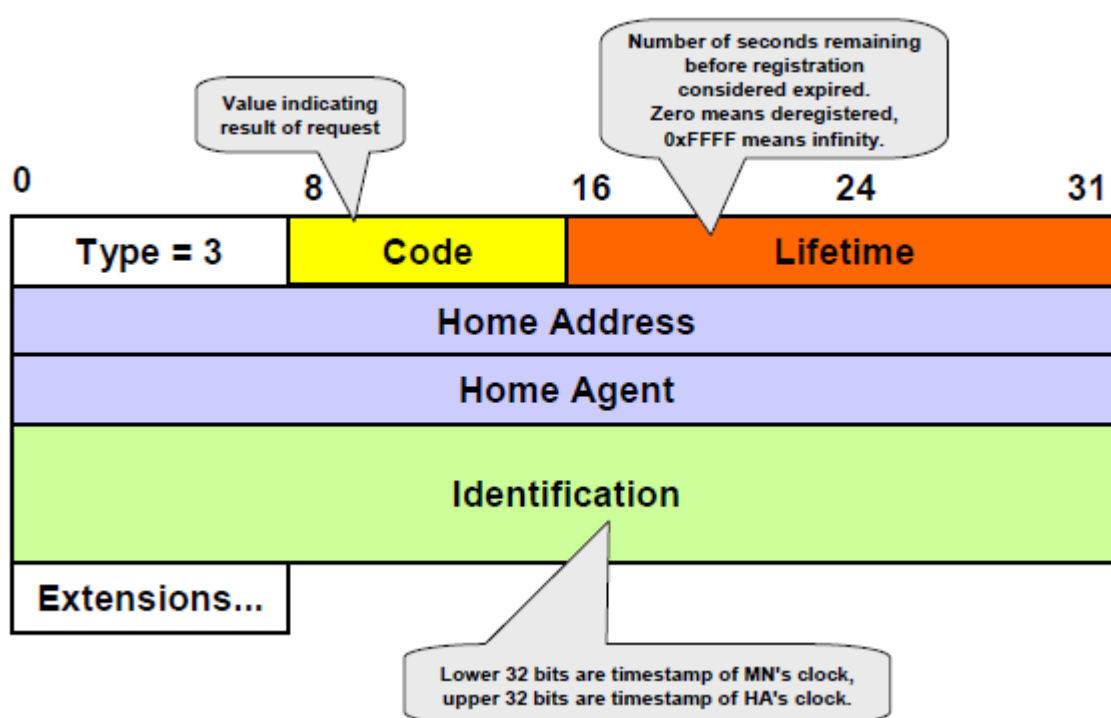 Number of seconds remaining
before registration
considered expired.
Zero means deregistered,
0xFFFF means infinity.
Value indicating
result of request
0 8 16 24 31
Type = 3 Code Lifetime
Home Address
Home Agent
Identification
Extensions...
Lower 32 bits are timestamp of MN's clock,
upper 32 bits are timestamp of HA's clock.